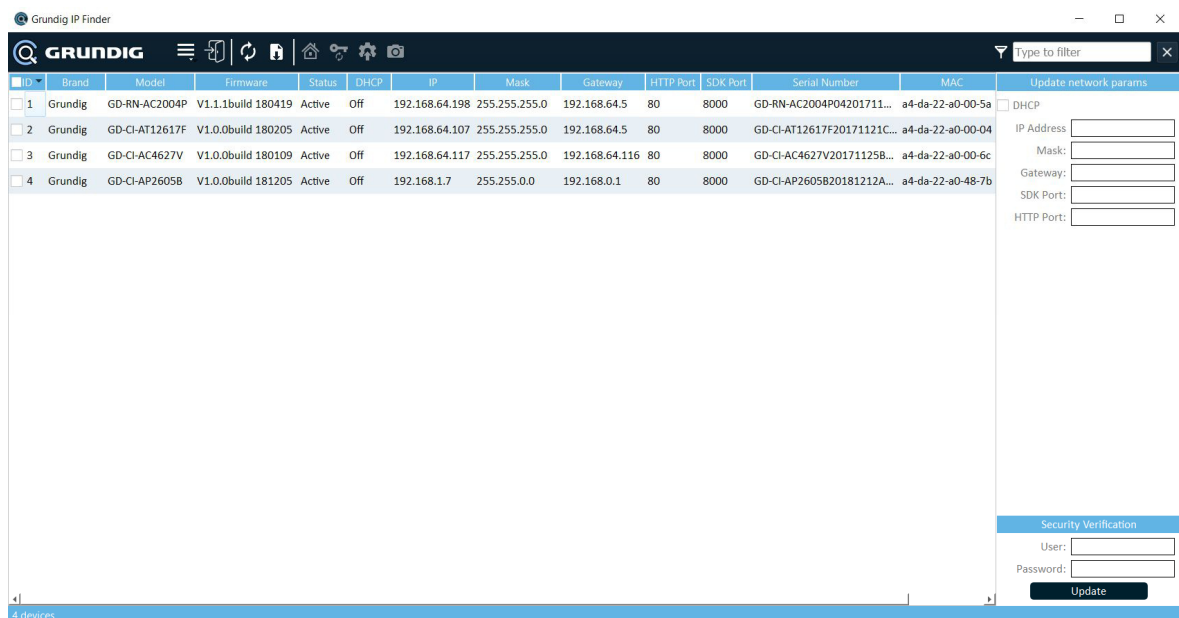 Grundig IP Finder
GRUNDIG Type to filter
ID Brand Model Firmware Status DHCP IP Mask Gateway HTTP Port SDK Port Serial Number MAC Update network params
1 Grundig GD-RN-AC2004P V1.1.1build 180419 Active Off 192.168.64.198 255.255.255.0 192.168.64.5 80 8000 GD-RN-AC2004P04201711... a4-da-22-a0-00-5a DHCP
2 Grundig GD-CI-AT12617F V1.0.0build 180205 Active Off 192.168.64.107 255.255.255.0 192.168.64.5 80 8000 GD-CI-AT12617F20171121C... a4-da-22-a0-00-04 IP Address
3 Grundig GD-CI-AC4627V V1.0.0build 180109 Active Off 192.168.64.117 255.255.255.0 192.168.64.116 80 8000 GD-CI-AC4627V20171125B... a4-da-22-a0-00-6c Mask:
4 Grundig GD-CI-AP2605B V1.0.0build 181205 Active Off 192.168.1.7 255.255.0.0 192.168.0.1 80 8000 GD-CI-AP2605B20181212A... a4-da-22-a0-48-7b Gateway:
SDK Port:
HTTP Port:
Security Verification
User:
Password:
Update
4 devices